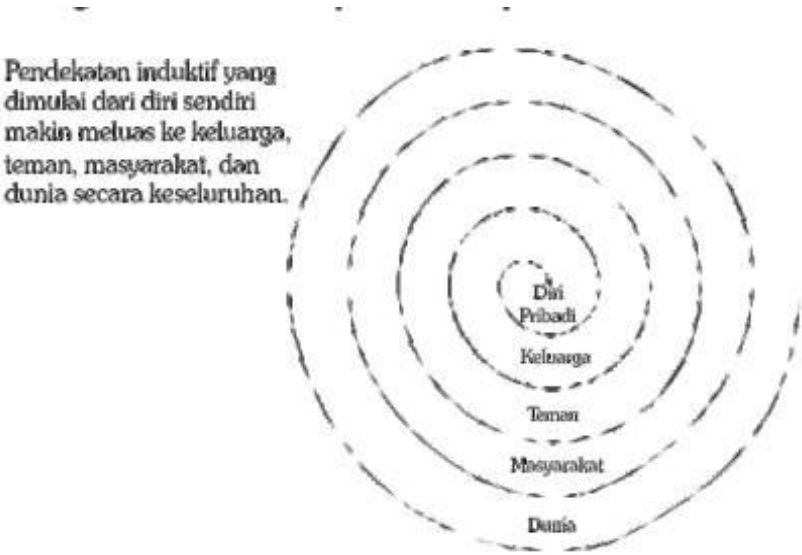 Pendekatan induktif yang
dimulai dari diri sendiri
makin meluas ke keluarga,
teman, masyarakat, dan
dunia secara keseluruhan.
Diri
Pribadi
Keluarga
Teman
Masyarakat
Dunia